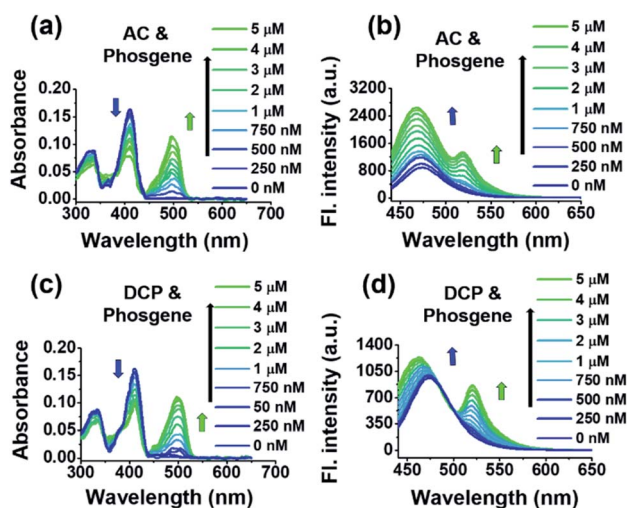 (a)
AC &
Phosgene
5 μM
4 μM
3 μM
2 μM
1 μM
750 nM
500 nM
250 nM
0 nM
Absorbance
0.20
0.15
0.10
0.05
0.00
300 400 500 600 700
Wavelength (nm)
(b)
AC &
Phosgene
5 μM
4 μM
3 μM
2 μM
1 μM
750 nM
500 nM
250 nM
0 nM
Fl. intensity (a.u.)
3200
2400
1600
800
0
450 500 550 600 650
Wavelength (nm)
(c)
DCP &
Phosgene
5 μM
4 μM
3 μM
2 μM
1 μM
750 nM
50 nM
250 nM
0 nM
Absorbance
0.20
0.15
0.10
0.05
0.00
300 400 500 600 700
Wavelength (nm)
(d)
DCP &
Phosgene
5 μM
4 μM
3 μM
2 μM
1 μM
750 nM
500 nM
250 nM
0 nM
Fl. intensity (a.u.)
1400
1050
700
350
0
450 500 550 600 650
Wavelength (nm)